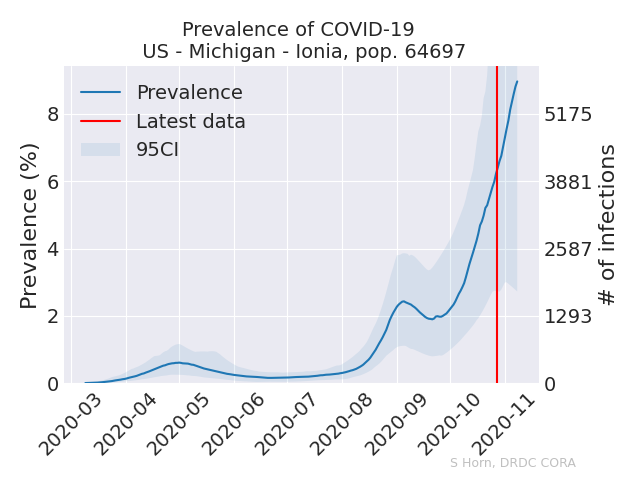 Prevalence of COVID-19
US - Michigan - Ionia, pop. 64697
Prevalence
Latest data
95CI
Prevalence (%)
8
6
4
2
0
5175
3881
2587
1293
0
# of infections
2020-03
2020-04
2020-05
2020-06
2020-07
2020-08
2020-09
2020-10
2020-11
S Horn, DRDC CORA